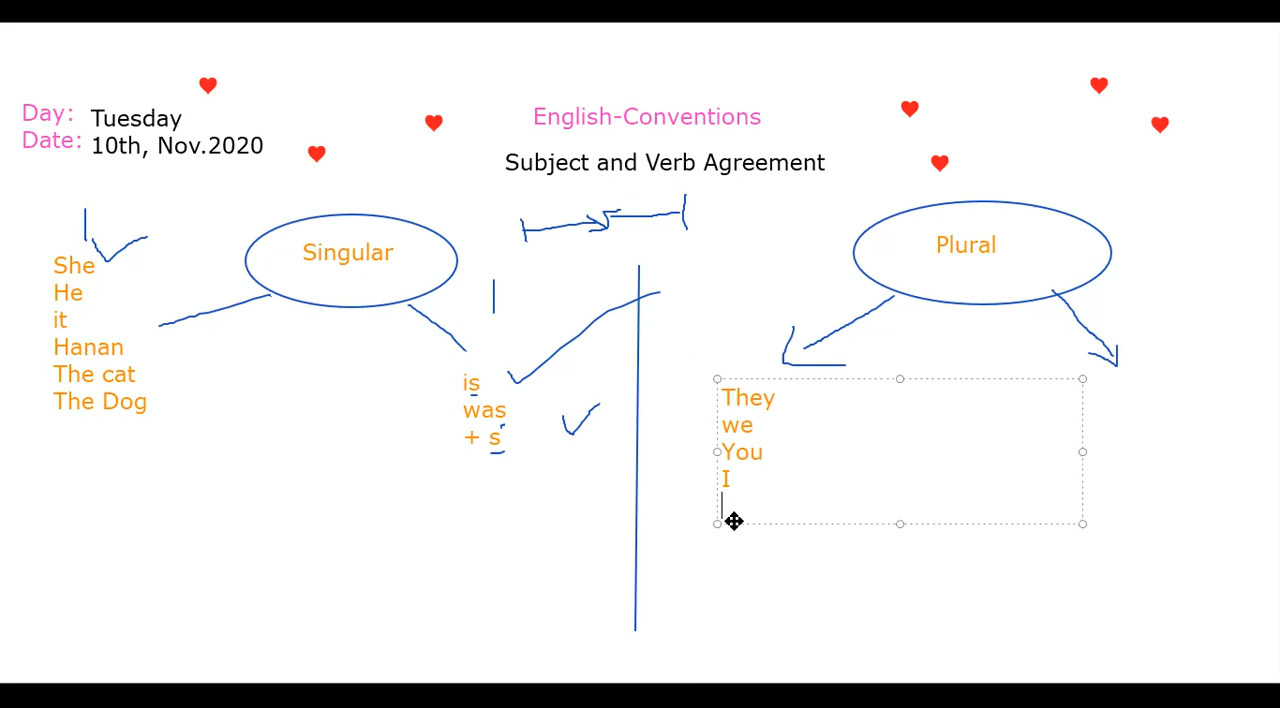 Day: Tuesday
Date: 10th, Nov.2020
English-Conventions
Subject and Verb Agreement
Singular
She
He
it
Hanan
The cat
The Dog
is
was
+ s
Plural
They
we
You
I